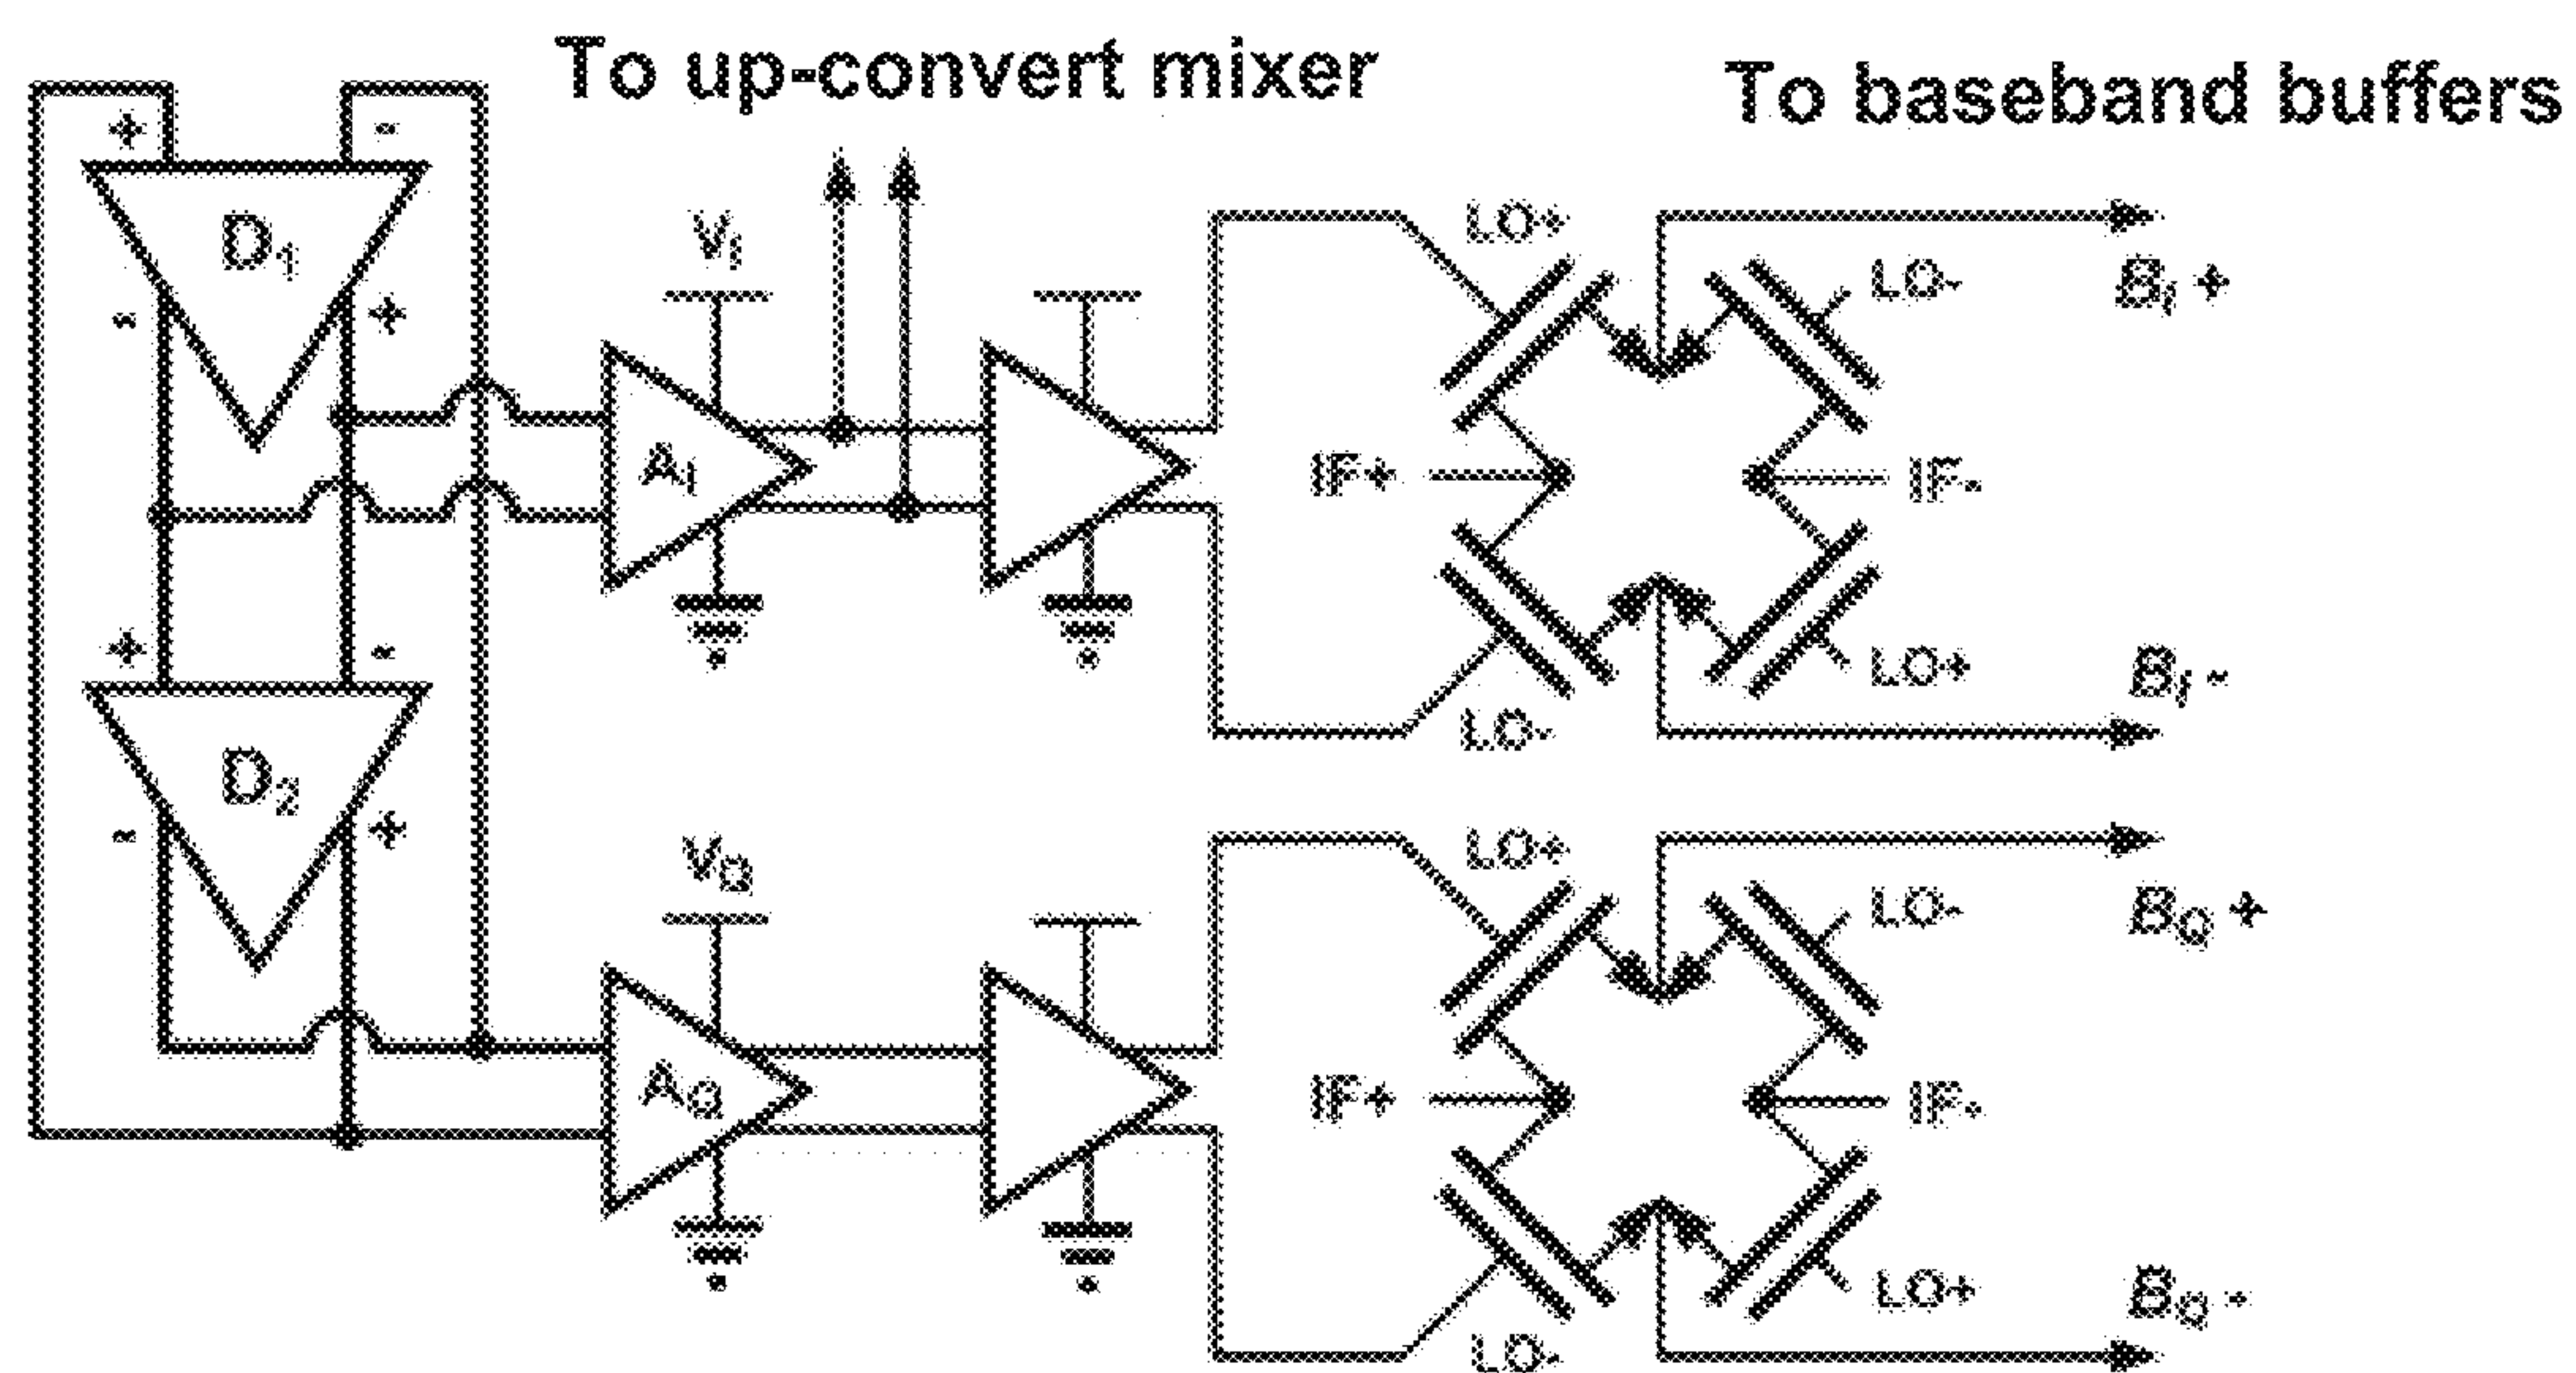 To up-convert mixer
To baseband buffers
+ -
D1
- +
VI
AI
LO+
LO-
BI +
IF+
IF-
LO-
LO+
BI -
+ -
D2
- +
VQ
AQ
LO+
LO-
BQ +
IF+
IF-
LO-
LO+
BQ -